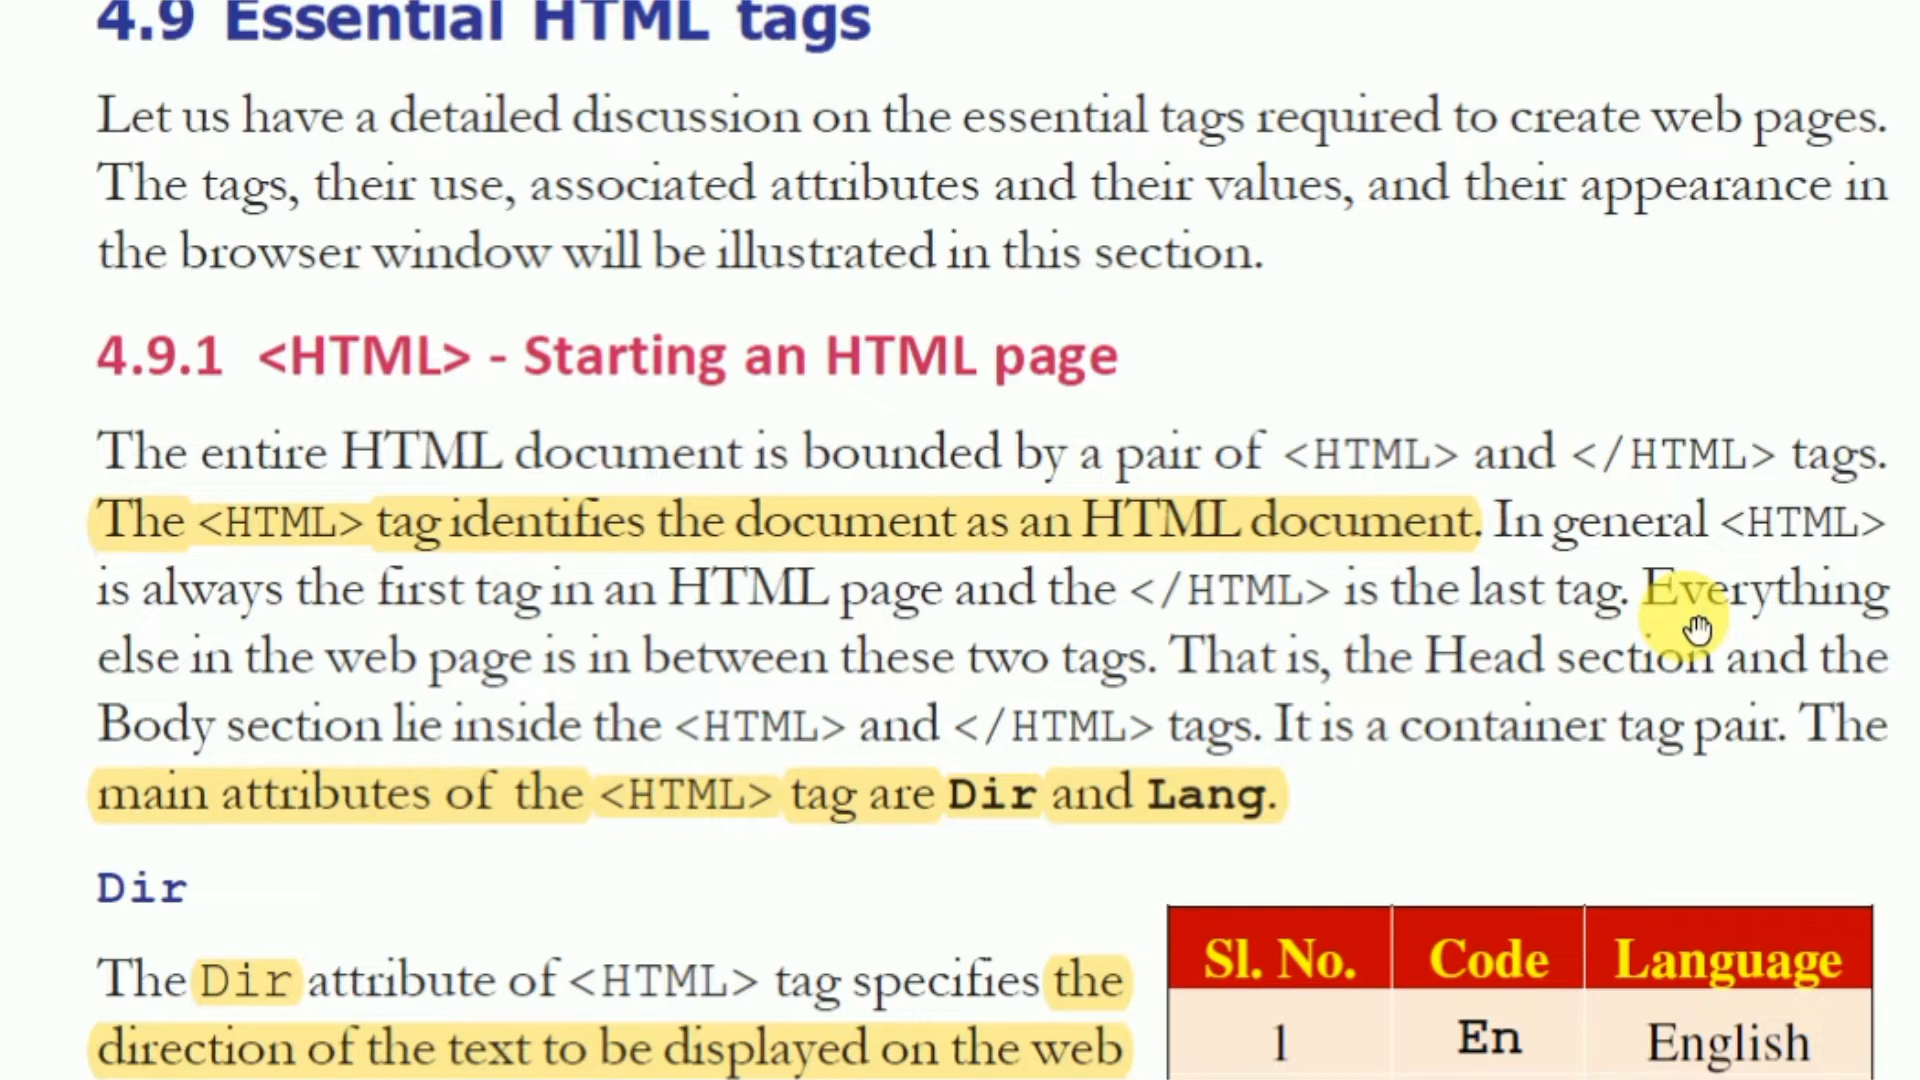 4.9 Essential HTML tags
Let us have a detailed discussion on the essential tags required to create web pages.
The tags, their use, associated attributes and their values, and their appearance in
the browser window will be illustrated in this section.
4.9.1 <HTML> - Starting an HTML page
The entire HTML document is bounded by a pair of <HTML> and </HTML> tags.
The <HTML> tag identifies the document as an HTML document. In general <HTML>
is always the first tag in an HTML page and the </HTML> is the last tag. Everything
else in the web page is in between these two tags. That is, the Head section and the
Body section lie inside the <HTML> and </HTML> tags. It is a container tag pair. The
main attributes of the <HTML> tag are Dir and Lang.
Dir
The Dir attribute of <HTML> tag specifies the
direction of the text to be displayed on the web
Sl. No. Code Language
1 En English